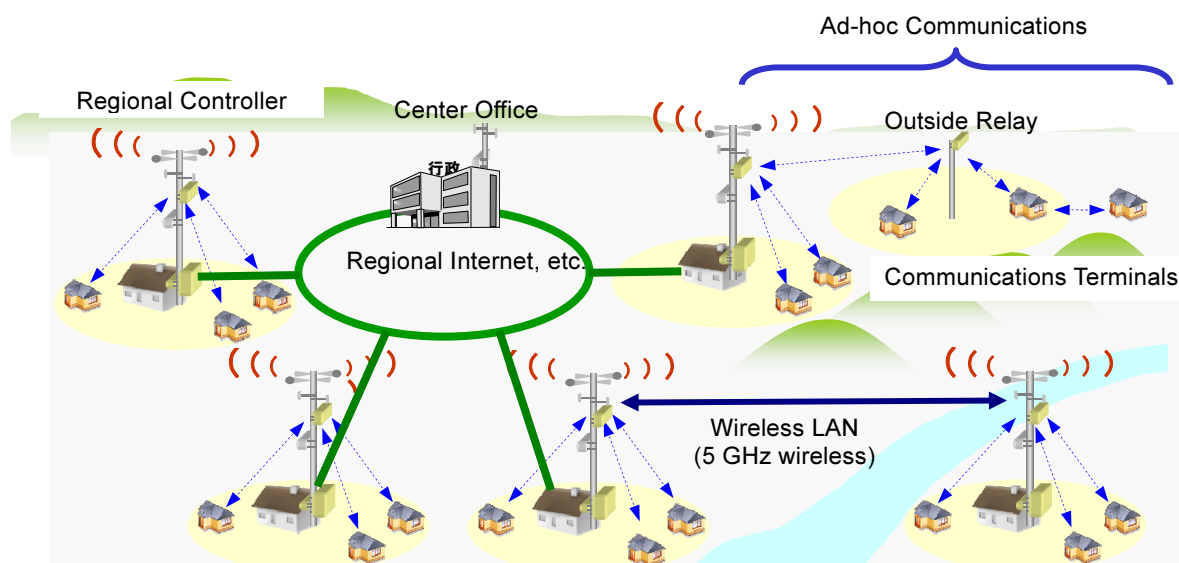 Ad-hoc Communications
Regional Controller
Center Office
Outside Relay
行政
Regional Internet, etc.
Communications Terminals
Wireless LAN
(5 GHz wireless)